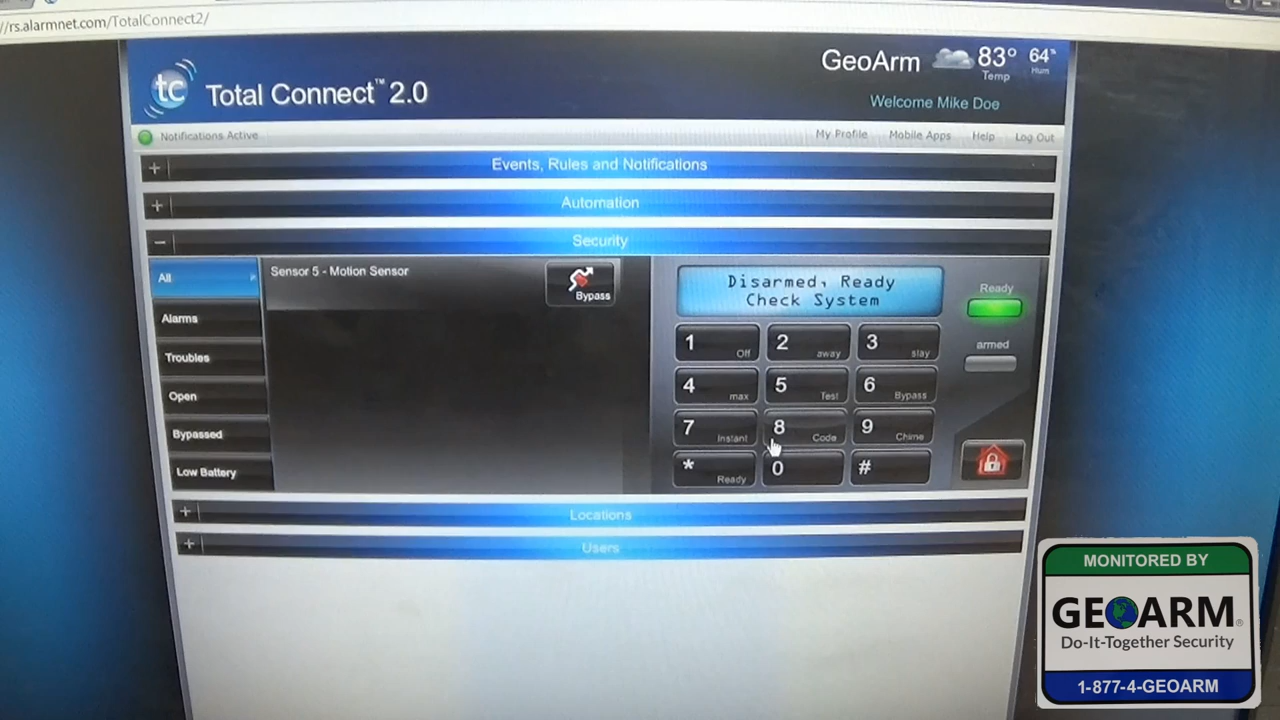 //rs.alarmnet.com/TotalConnect2/
tc Total Connect™ 2.0
GeoArm 83° Temp 64% Hum
Welcome Mike Doe
Notifications Active
My Profile Mobile Apps Help Log Out
+ Events, Rules and Notifications
+ Automation
- Security
All
Alarms
Troubles
Open
Bypassed
Low Battery
Sensor 5 - Motion Sensor
Bypass
Disarmed, Ready
Check System
Ready
armed
1 Off 2 away 3 stay
4 max 5 Test 6 Bypass
7 Instant 8 Code 9 Chime
* Ready 0 #
+ Locations
+ Users
MONITORED BY
GEOARM®
Do-It-Together Security
1-877-4-GEOARM